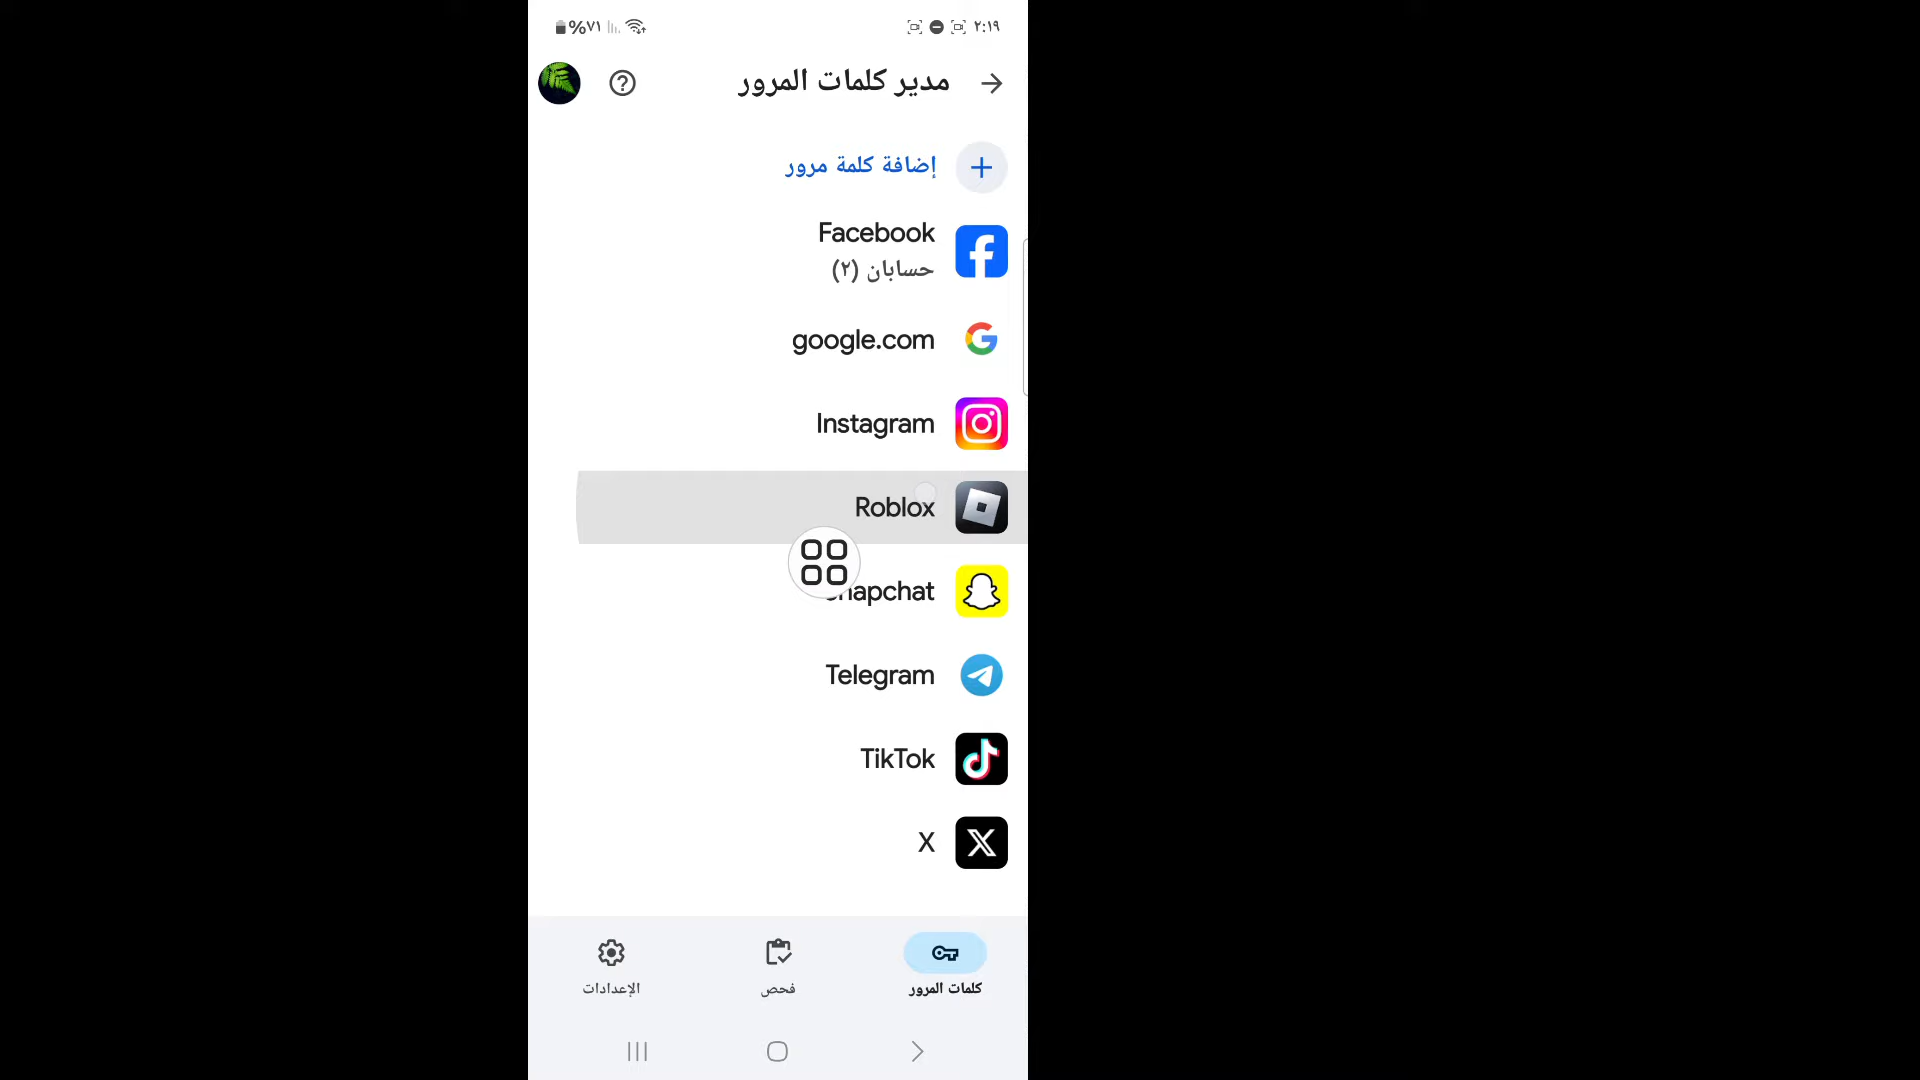 ٢:١٩
%٧١
مدير كلمات المرور
إضافة كلمة مرور
Facebook
حسابان (٢)
google.com
Instagram
Roblox
Snapchat
Telegram
TikTok
X
كلمات المرور
فحص
الإعدادات